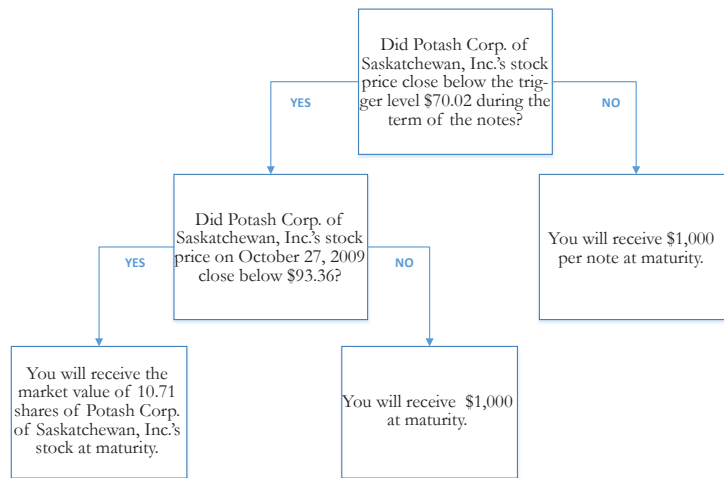 Did Potash Corp. of
Saskatchewan, Inc.'s stock
price close below the trig-
ger level $70.02 during the
term of the notes?
YES
NO
Did Potash Corp. of
Saskatchewan, Inc.'s stock
price on October 27, 2009
close below $93.36?
You will receive $1,000
per note at maturity.
YES
NO
You will receive the
market value of 10.71
shares of Potash Corp.
of Saskatchewan, Inc.'s
stock at maturity.
You will receive $1,000
at maturity.